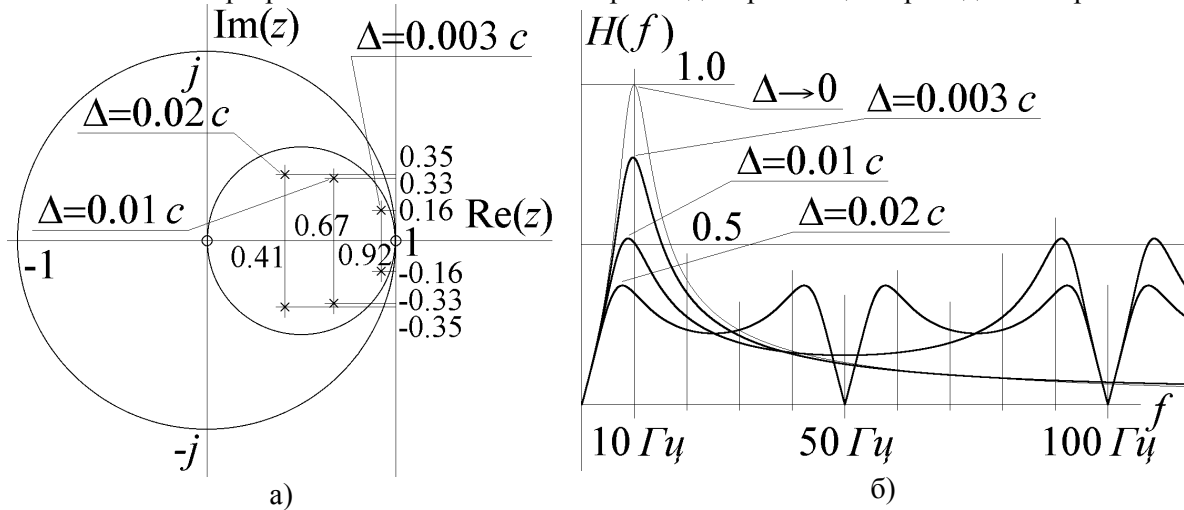 Im(z)
Δ=0.003 c
j
Δ=0.02 c
0.35
0.33
Δ=0.01 c
0.16
Re(z)
0.67
-1
0.41
0.92
1
-0.16
-0.33
-0.35
-j
а)
H(f)
1.0
Δ→0
Δ=0.003 c
Δ=0.01 c
0.5
Δ=0.02 c
f
10 Гц
50 Гц
100 Гц
б)